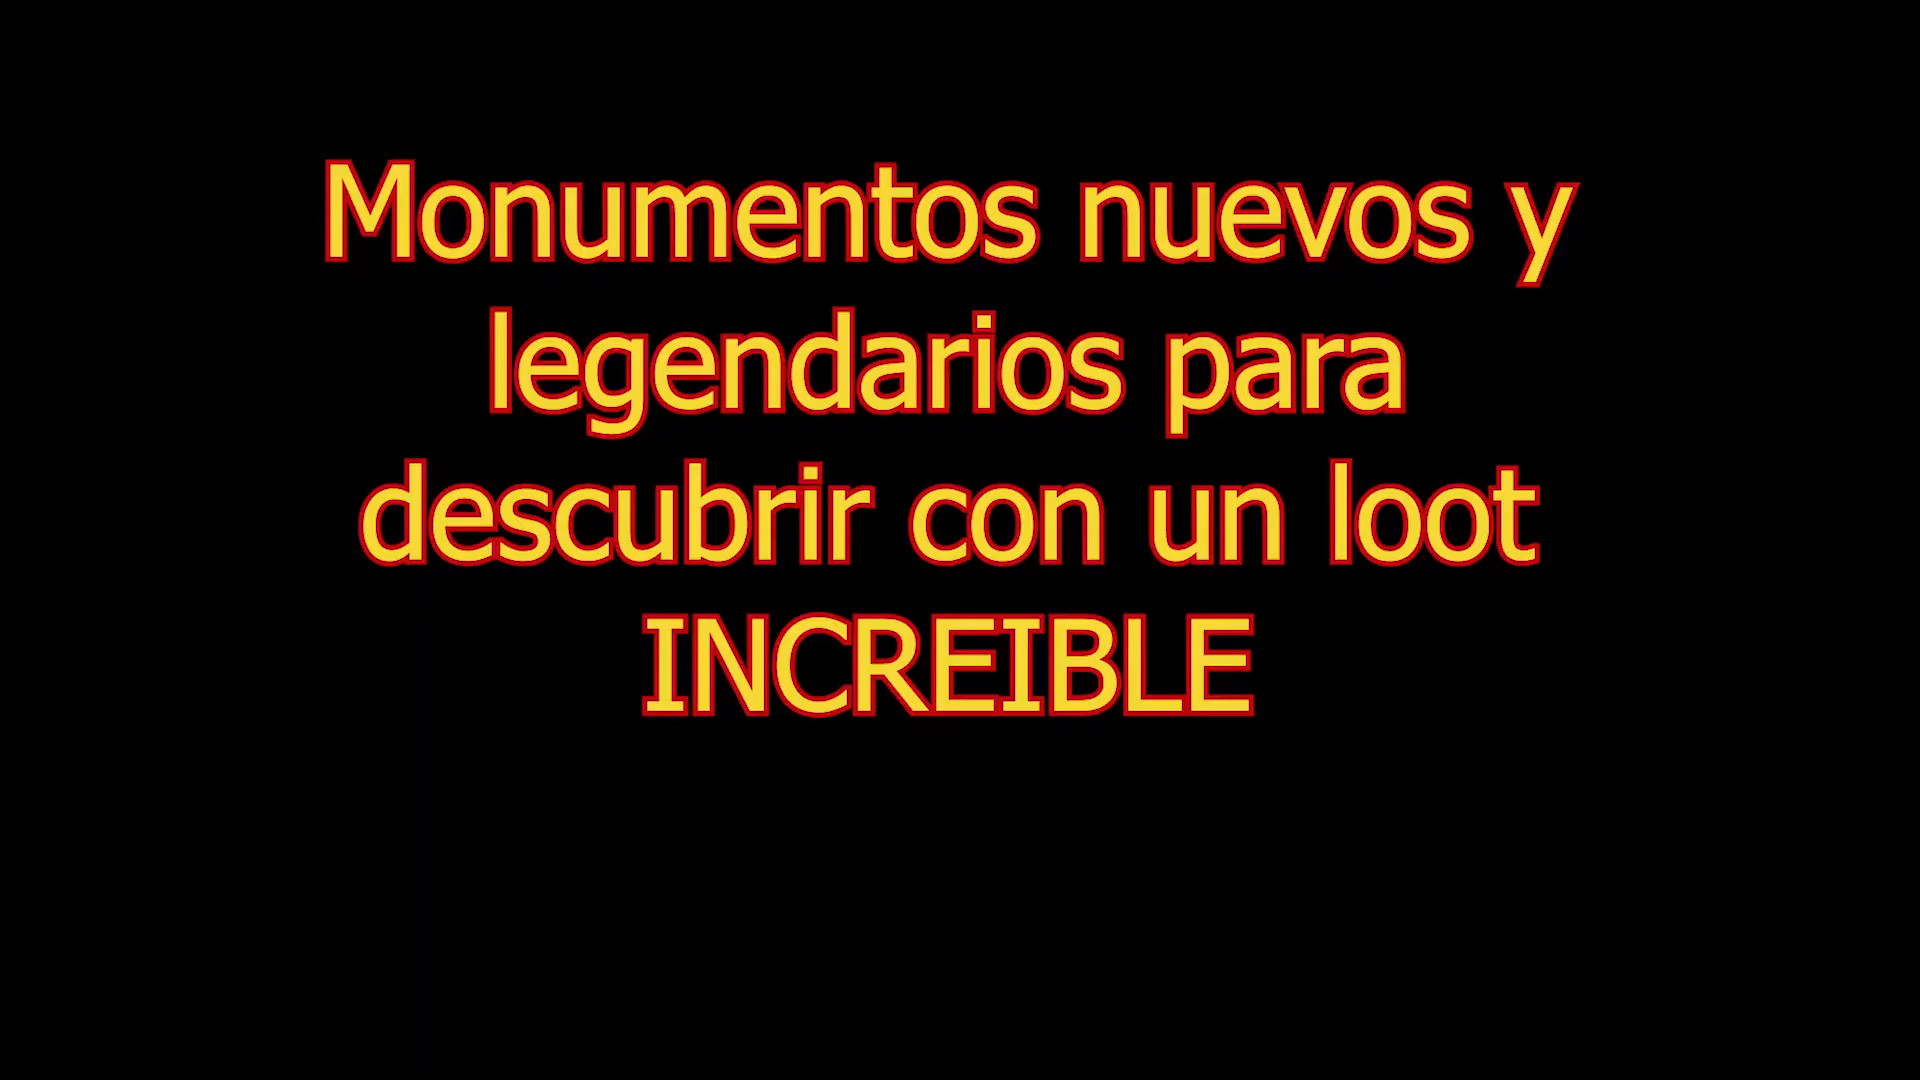 Monumentos nuevos y
legendarios para
descubrir con un loot
INCREIBLE